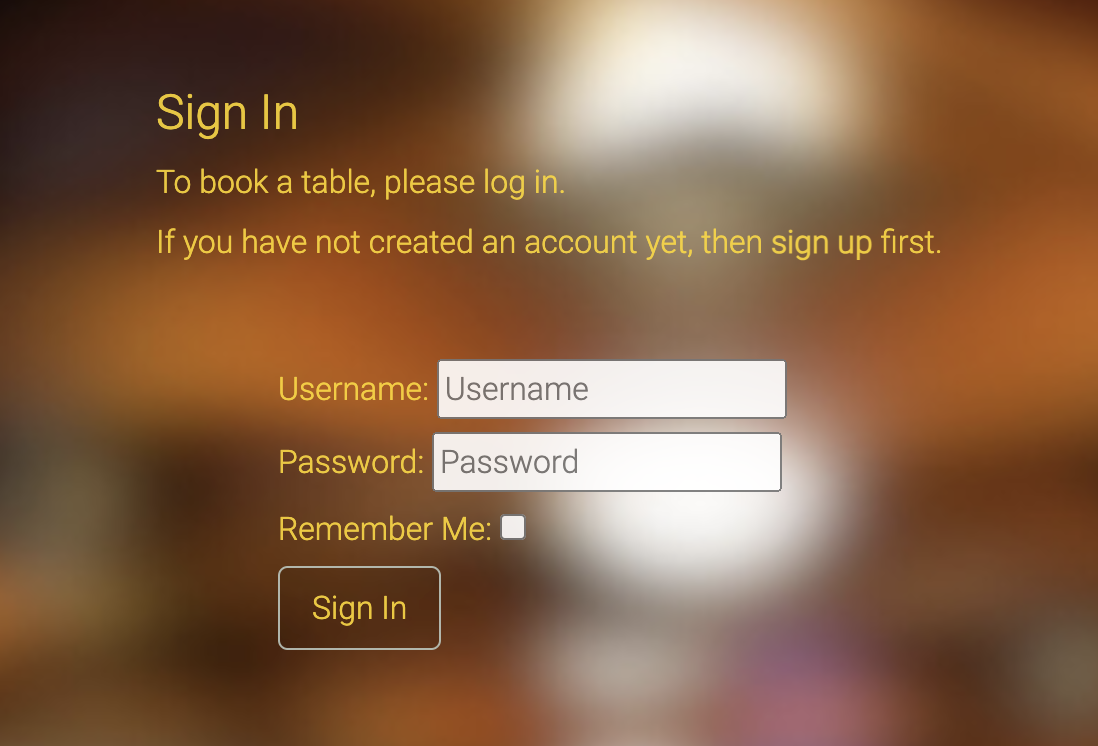 Sign In
To book a table, please log in.
If you have not created an account yet, then sign up first.
Username: Username
Password: Password
Remember Me:
Sign In